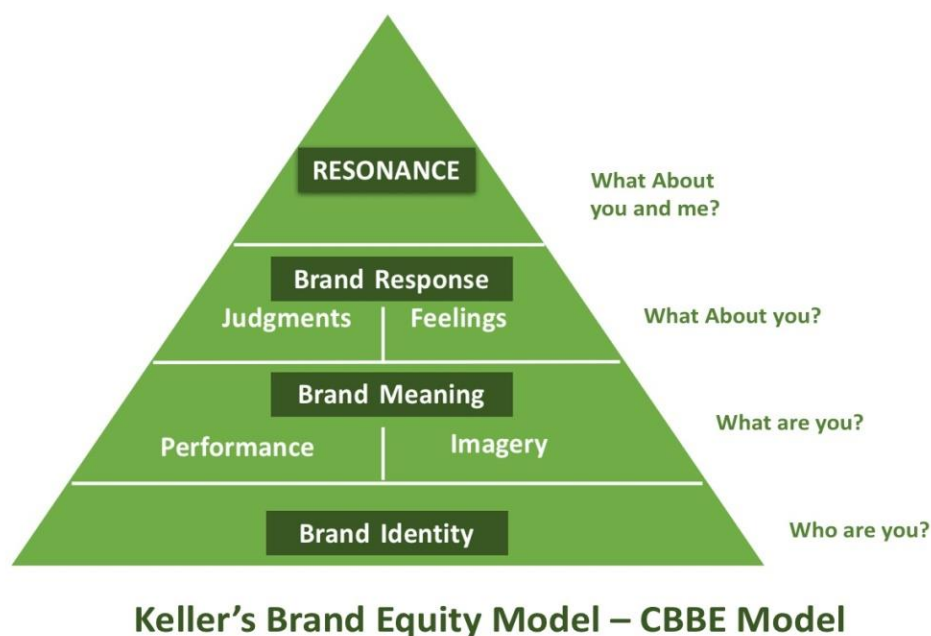 RESONANCE
What About
you and me?
Brand Response
Judgments
Feelings
What About you?
Brand Meaning
Performance
Imagery
What are you?
Brand Identity
Who are you?
Keller’s Brand Equity Model – CBBE Model